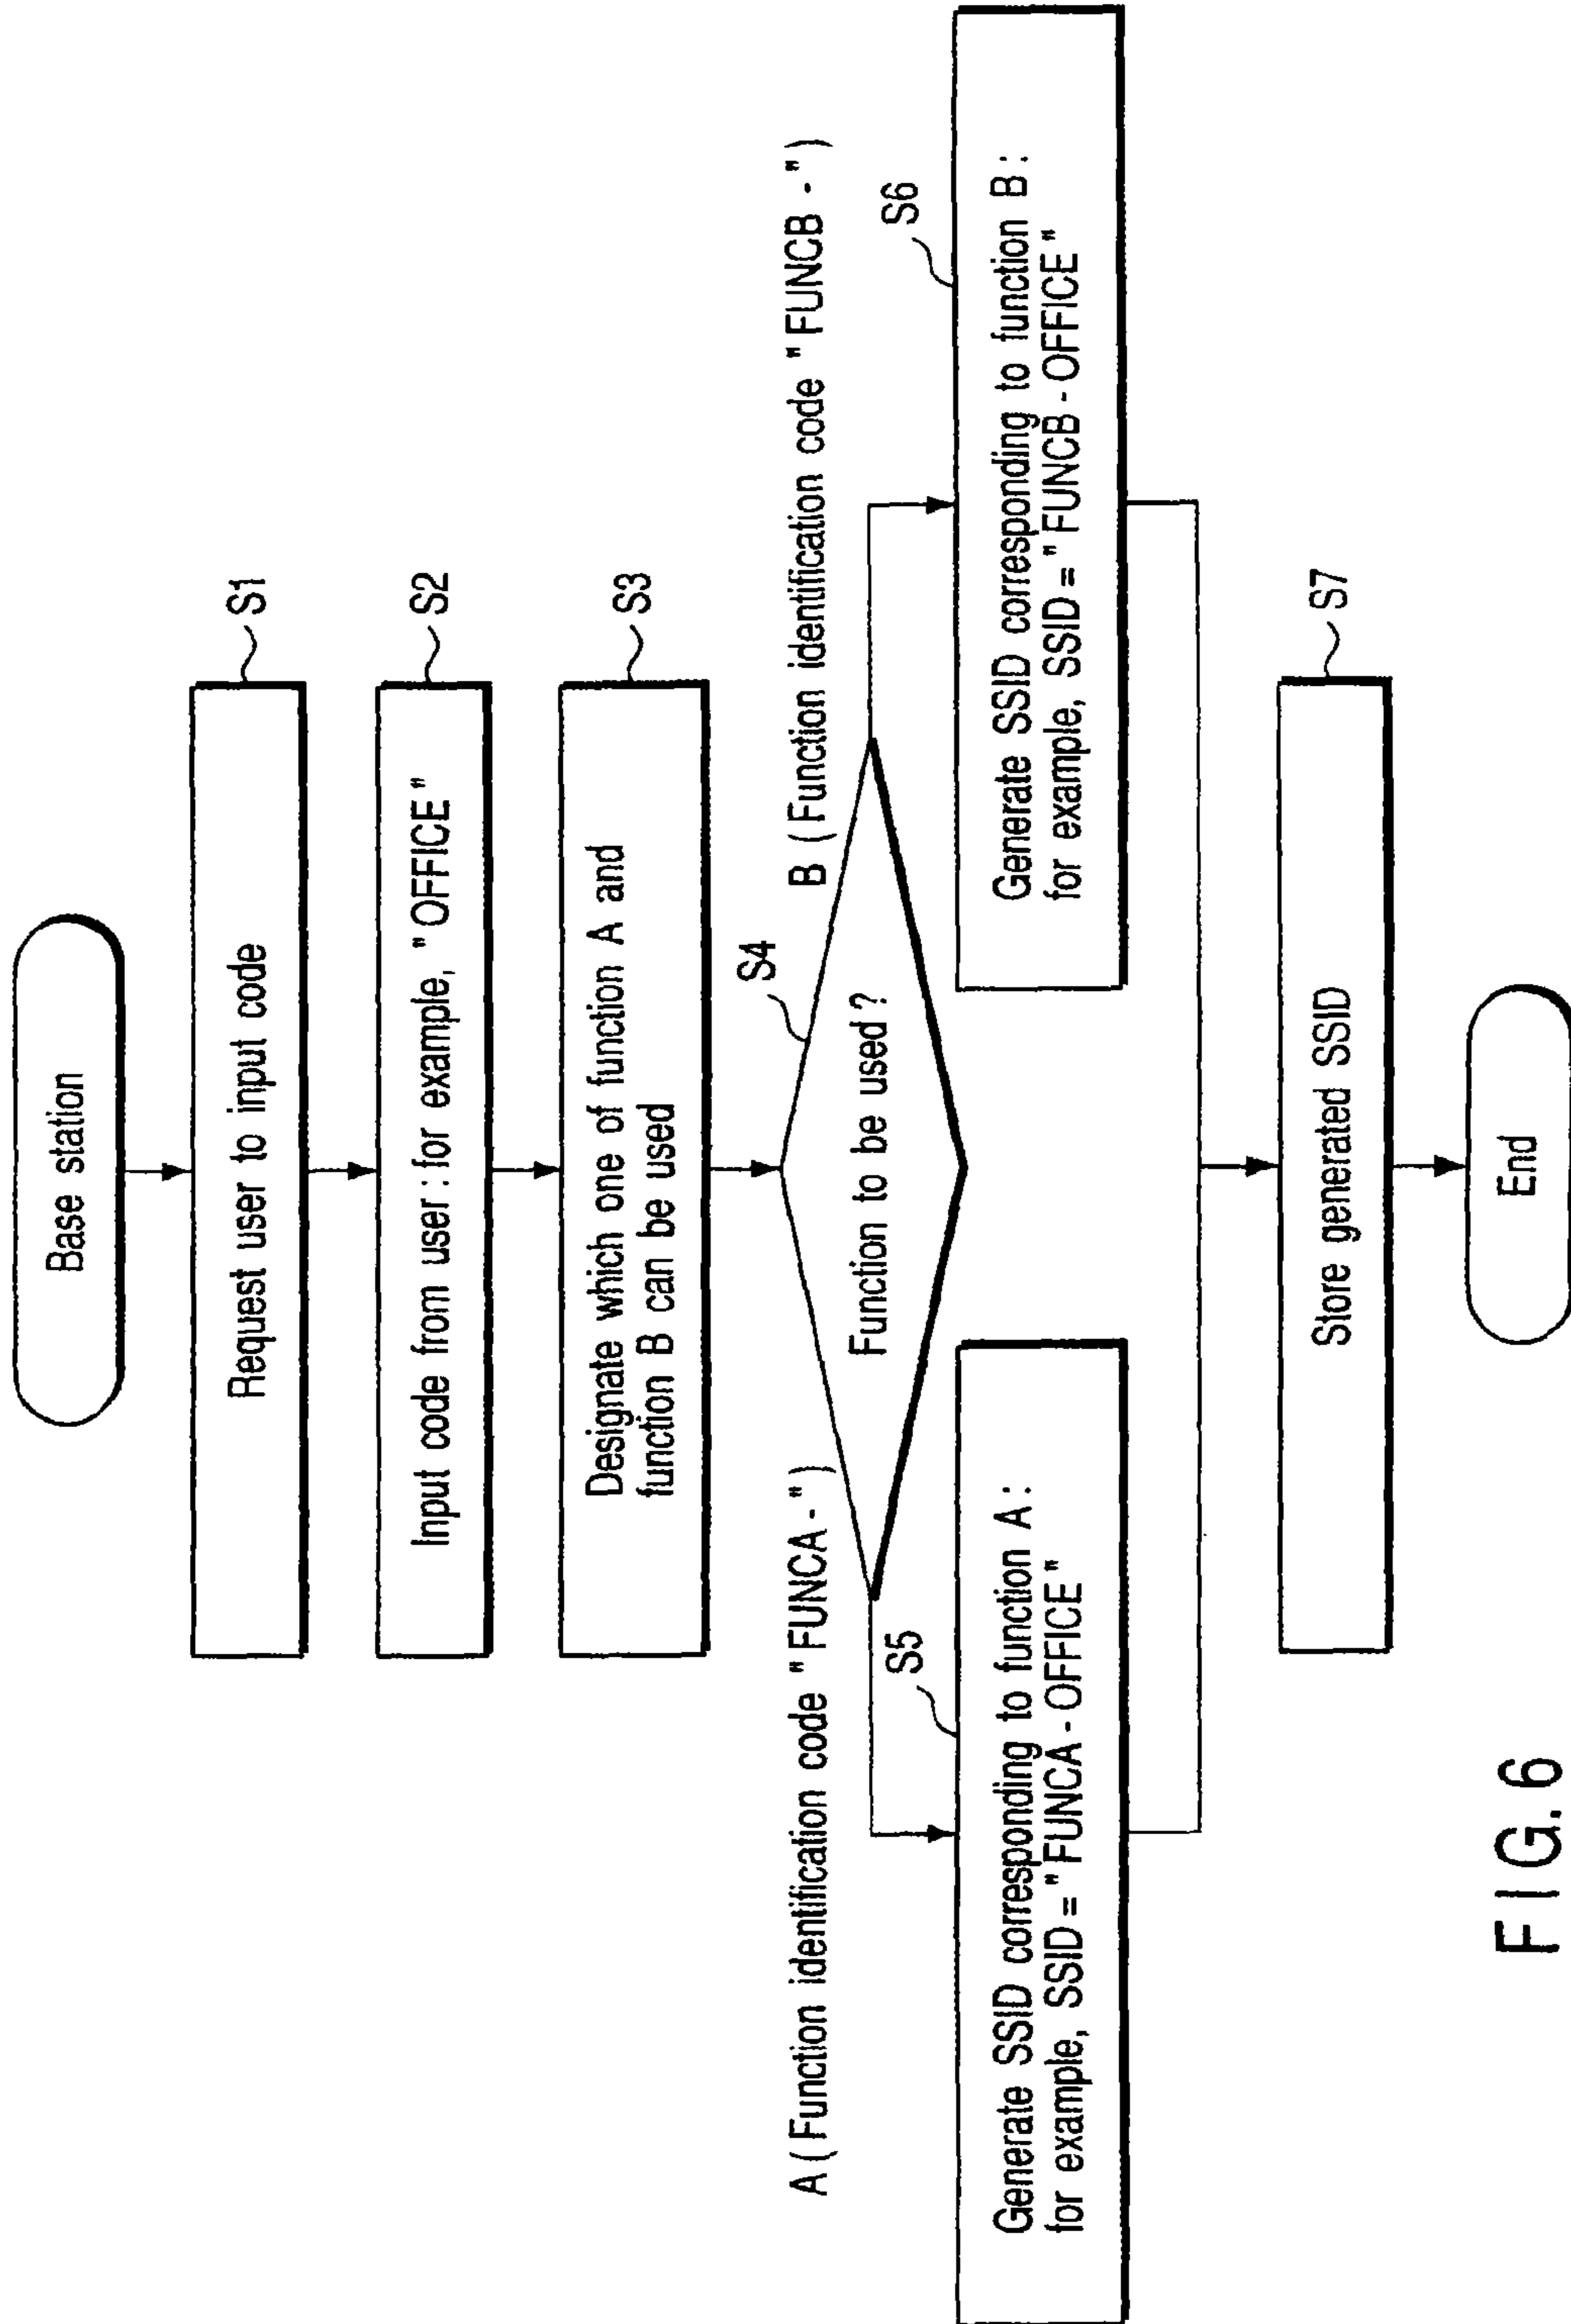 Base station
S1
Request user to input code
S2
Input code from user : for example, "OFFICE"
S3
Designate which one of function A and
function B can be used
S4
Function to be used ?
A ( Function identification code "FUNCA - ")
B ( Function identification code "FUNCB - ")
S5
Generate SSID corresponding to function A :
for example, SSID = "FUNCA - OFFICE"
S6
Generate SSID corresponding to function B :
for example, SSID = "FUNCB - OFFICE"
S7
Store generated SSID
End
FIG. 6